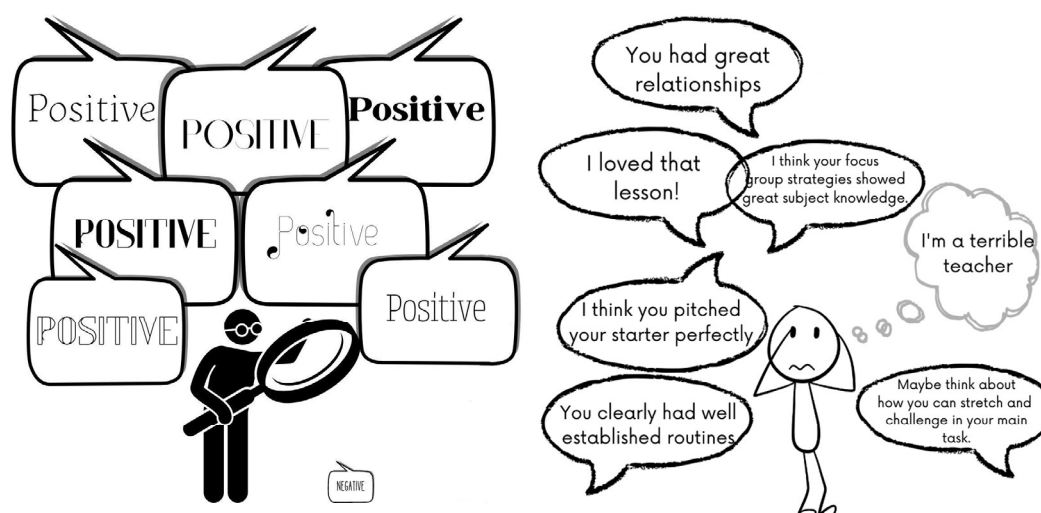 Positive
POSITIVE
Positive
POSITIVE
Positive
POSITIVE
Positive
NEGATIVE
You had great
relationships
I loved that
lesson!
I think your focus
group strategies showed
great subject knowledge.
I'm a terrible
teacher
I think you pitched
your starter perfectly
You clearly had well
established routines
Maybe think about
how you can stretch and
challenge in your main
task.